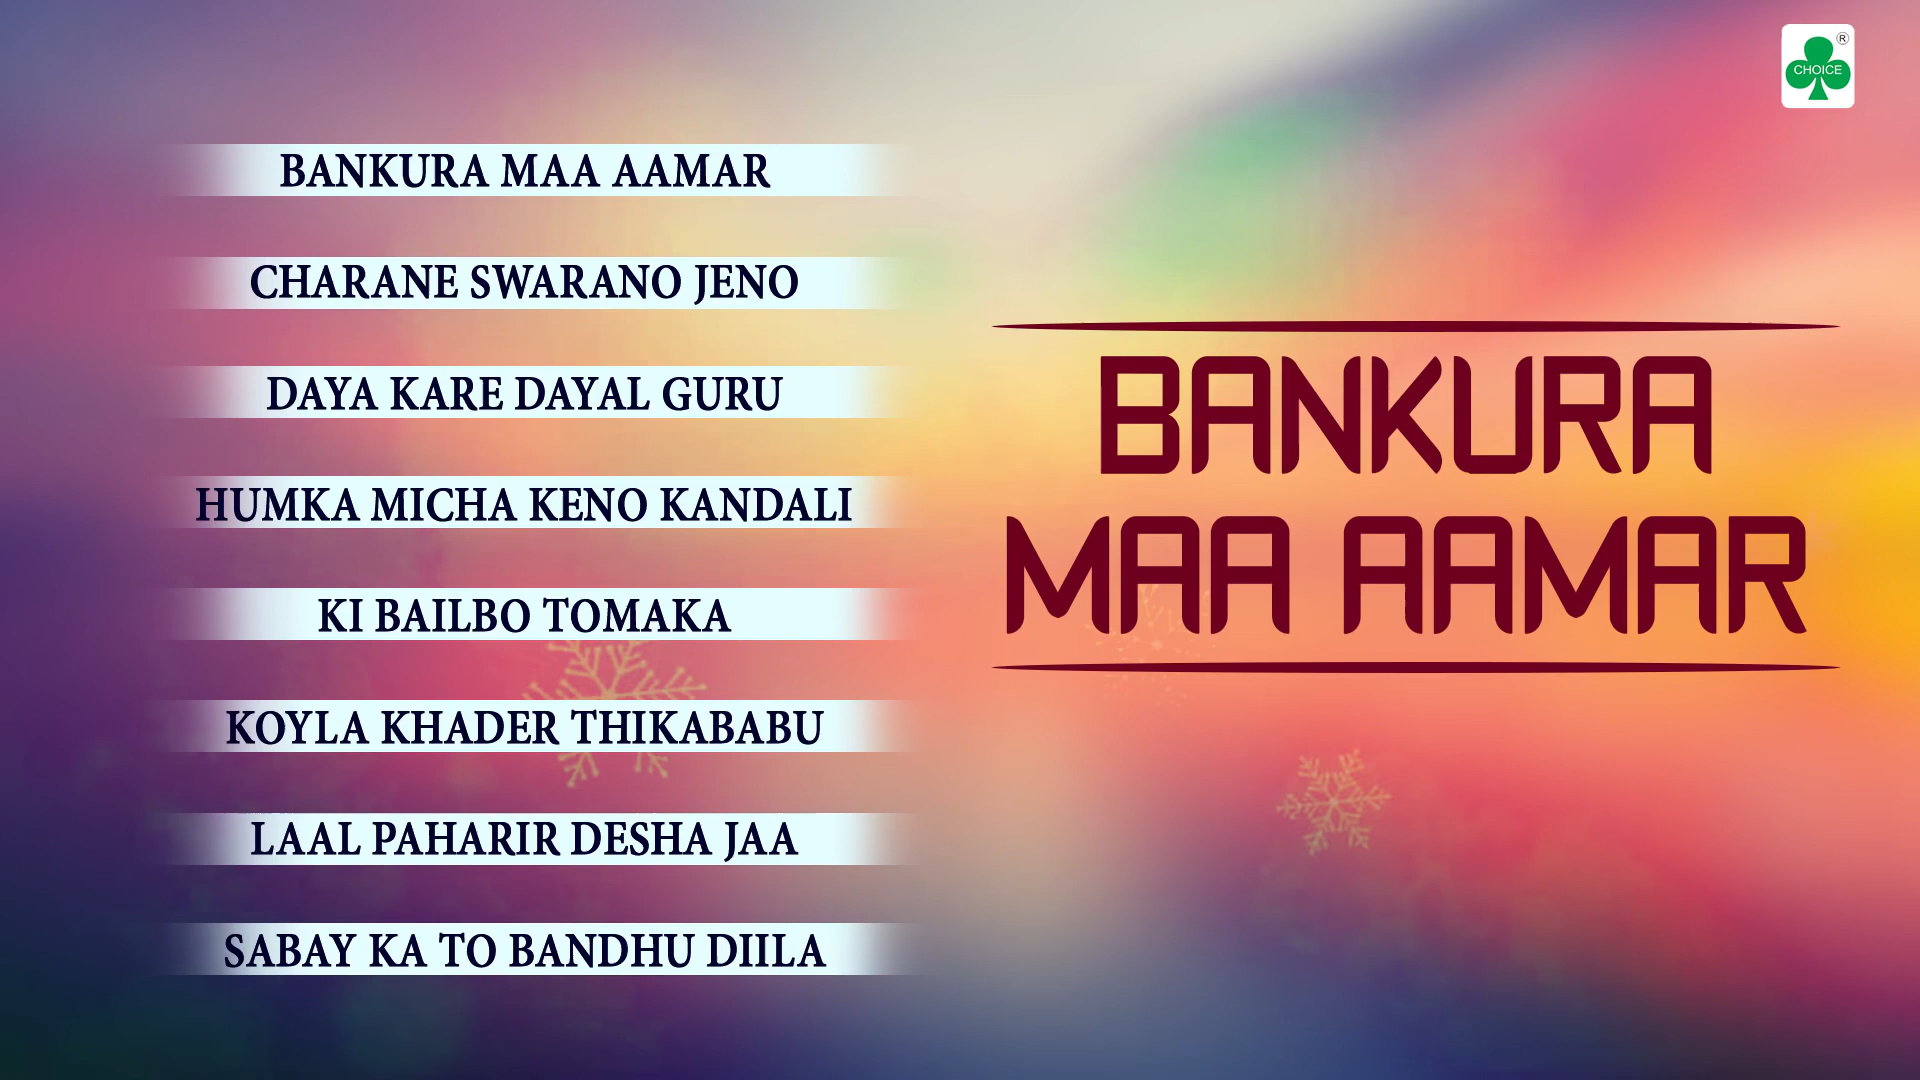 CHOICE
®
BANKURA MAA AAMAR
CHARANE SWARANO JENO
DAYA KARE DAYAL GURU
HUMKA MICHA KENO KANDALI
KI BAILBO TOMAKA
KOYLA KHADER THIKABABU
LAAL PAHARIR DESHA JAA
SABAY KA TO BANDHU DIILA
BANKURA
MAA AAMAR